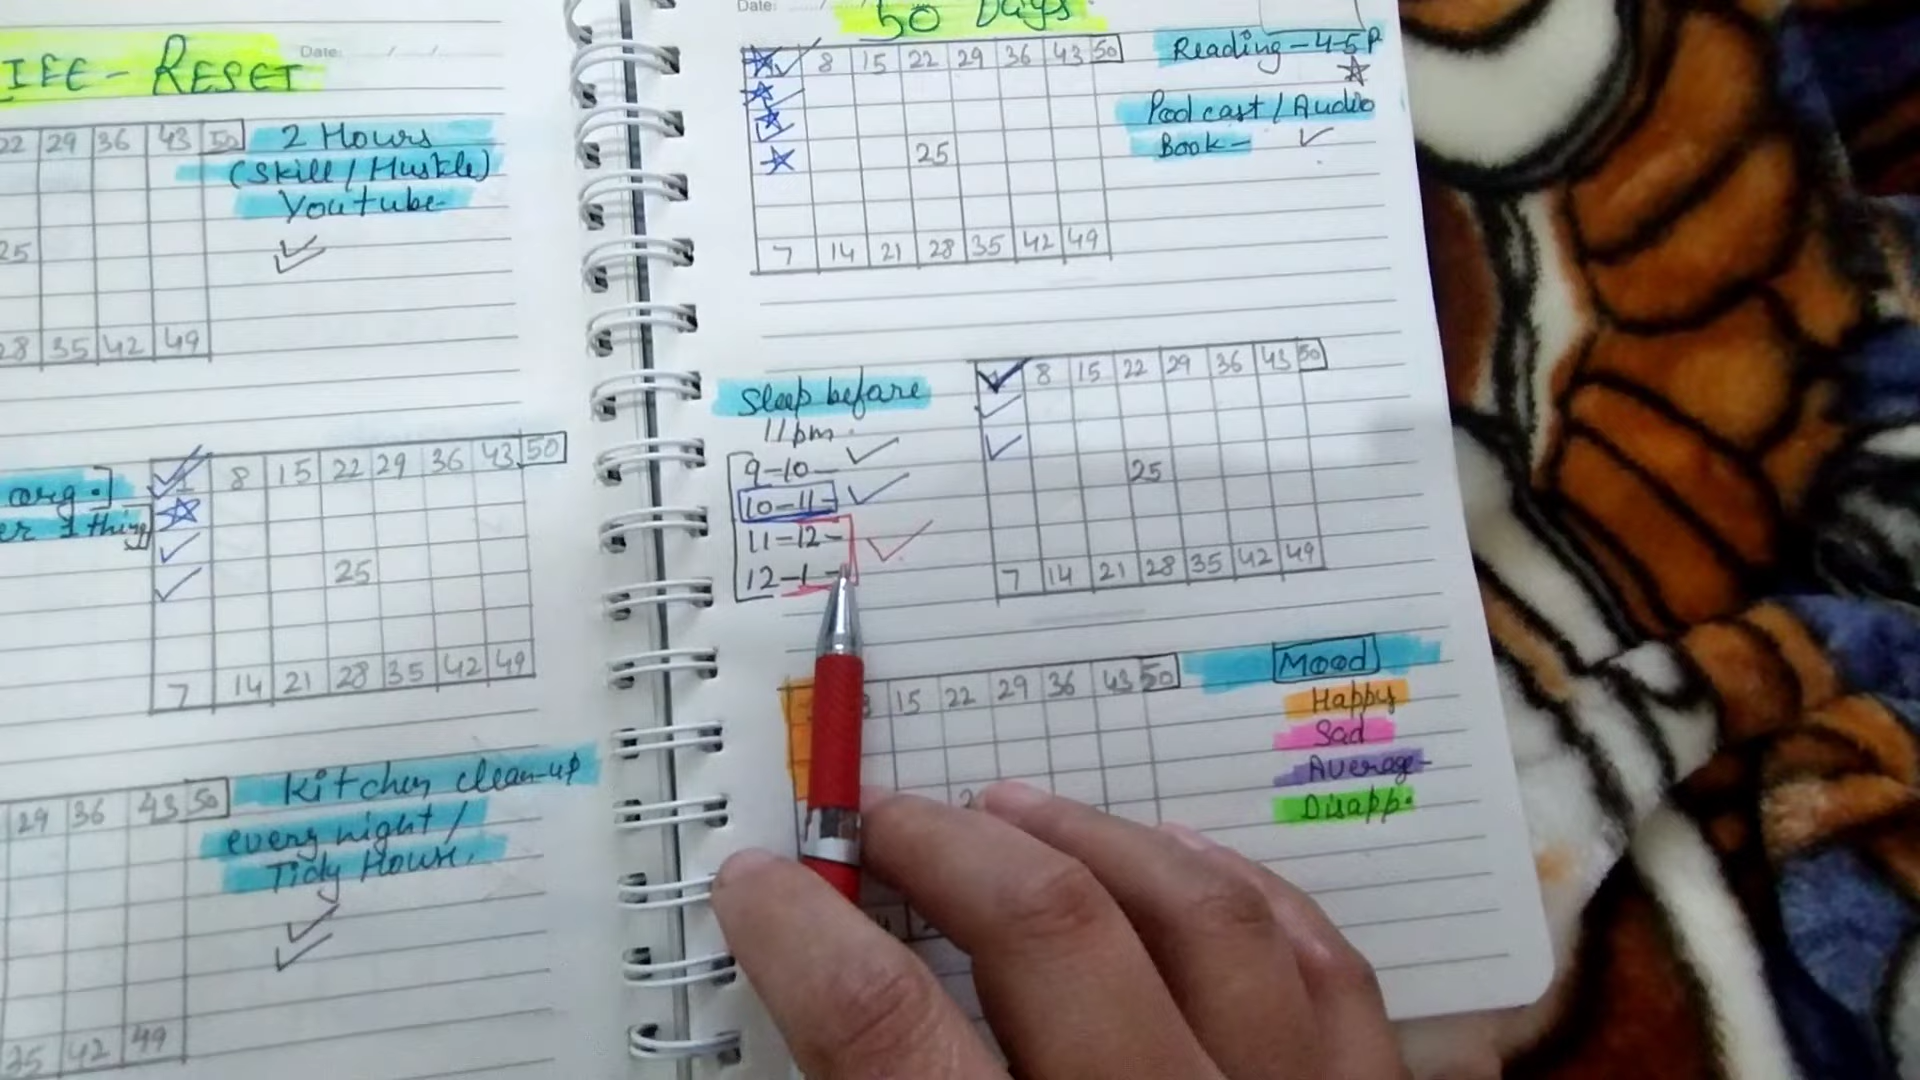 IFE - RESET
Date: / /
22 29 36 43 50
2 Hours
(Skill/Huskle)
Youtube
25
28 35 42 49
8 15 22 29 36 43 50
org.]
er 1 thing
25
7 14 21 28 35 42 49
29 36 43 50
Kitchen clean-up
every night /
Tidy House.
35 42 49
Date: / /
50 Days
8 15 22 29 36 43 50
Reading - 4-5 P
Podcast / Audio
Book -
25
7 14 21 28 35 42 49
Sleep before
11pm.
9-10
10-11-
11-12-
12-1-
8 15 22 29 36 43 50
25
7 14 21 28 35 42 49
15 22 29 36 43 50
Mood
Happy
Sad
Average-
Disapp.